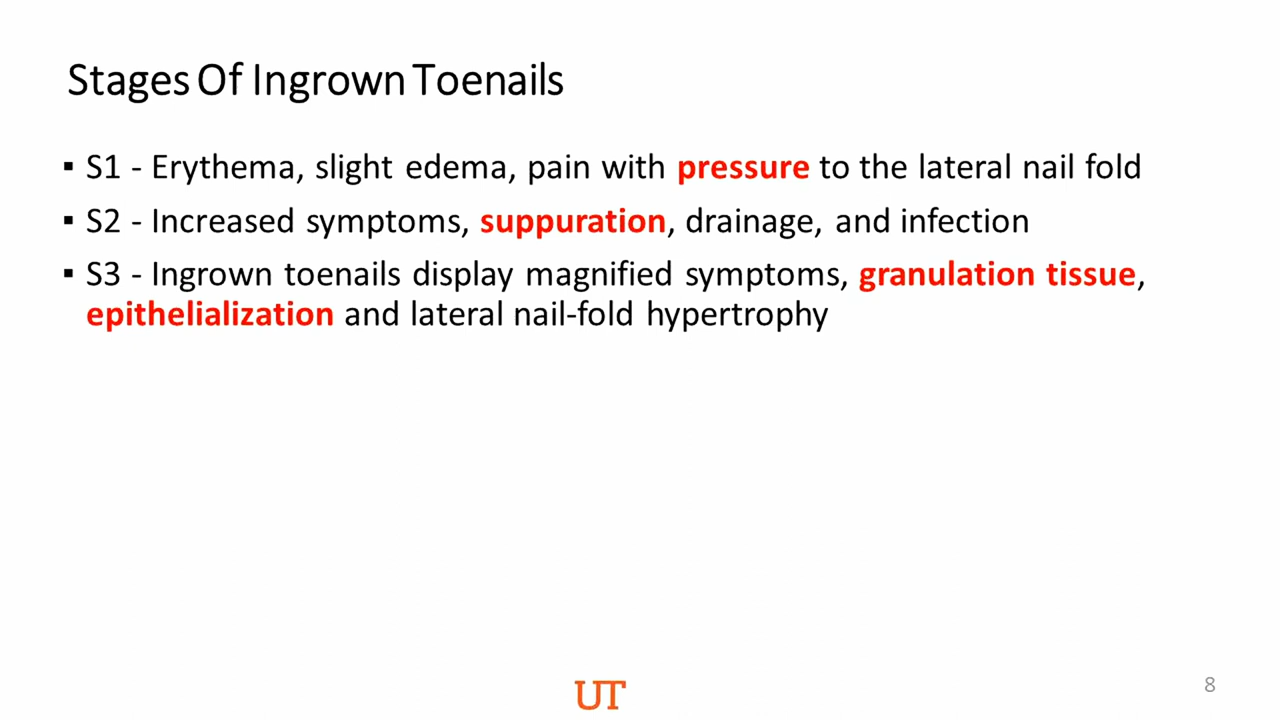 Stages Of Ingrown Toenails
▪ S1 - Erythema, slight edema, pain with pressure to the lateral nail fold
▪ S2 - Increased symptoms, suppuration, drainage, and infection
▪ S3 - Ingrown toenails display magnified symptoms, granulation tissue,
epithelialization and lateral nail-fold hypertrophy
UT
8